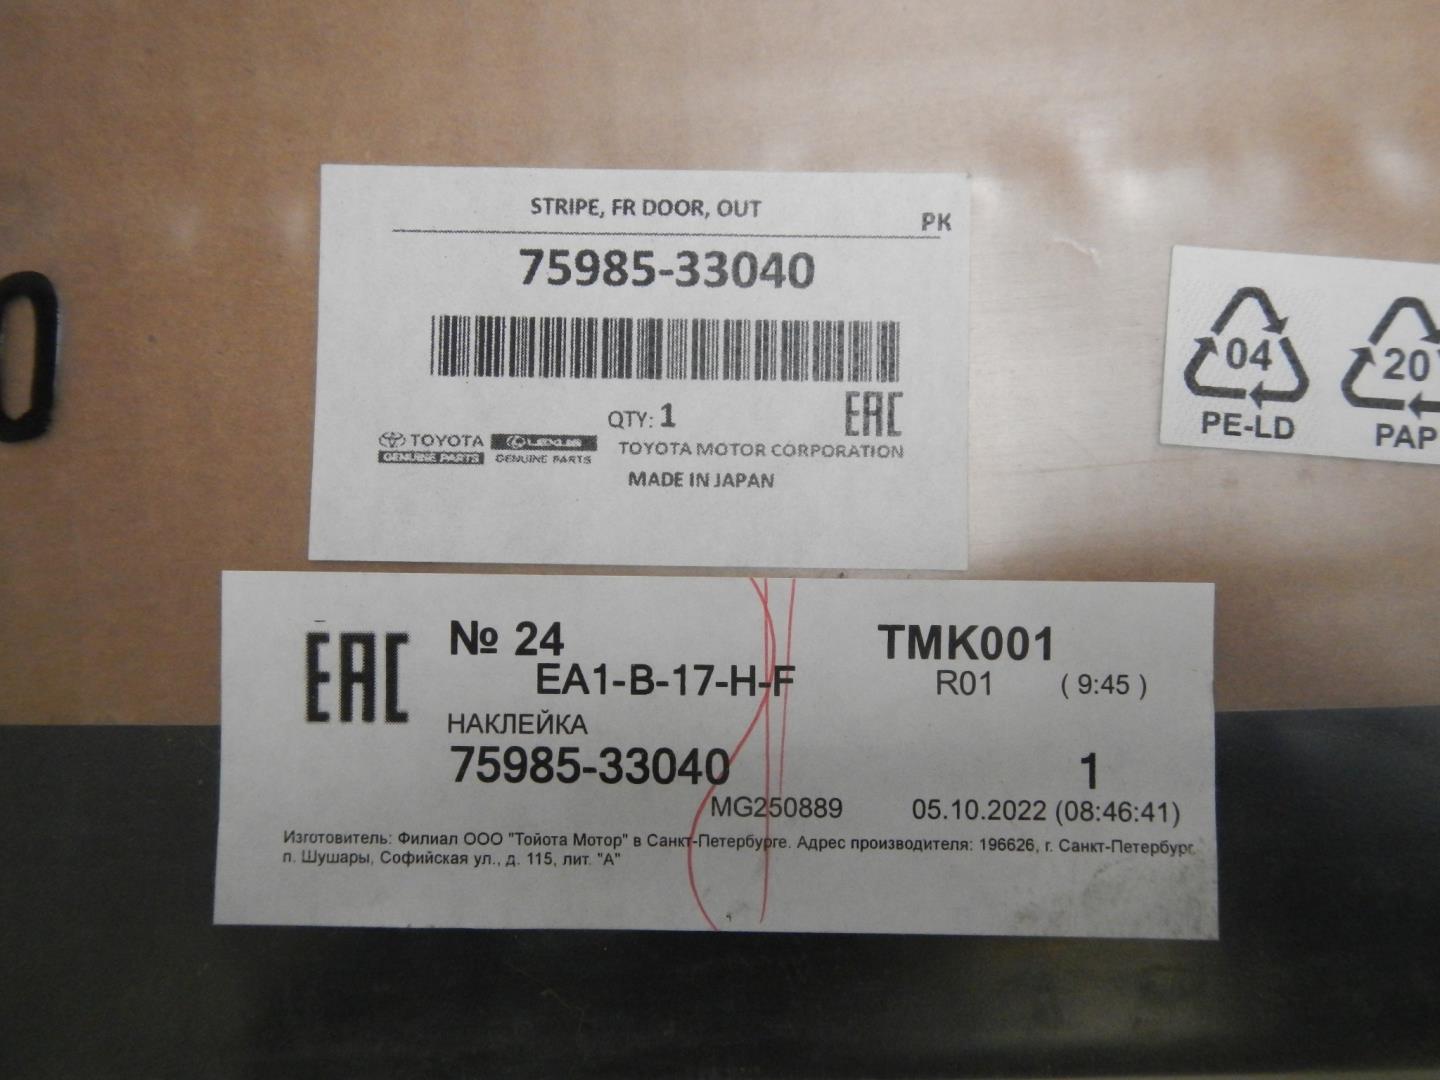 STRIPE, FR DOOR, OUT
PK
75985-33040
QTY: 1
EAC
TOYOTA
GENUINE PARTS
LEXUS
GENUINE PARTS
TOYOTA MOTOR CORPORATION
MADE IN JAPAN
04
PE-LD
20
PAP
0
EAC
№ 24
TMK001
EA1-B-17-H-F
R01 ( 9:45 )
НАКЛЕЙКА
75985-33040
1
MG250889
05.10.2022 (08:46:41)
Изготовитель: Филиал ООО "Тойота Мотор" в Санкт-Петербурге. Адрес производителя: 196626, г. Санкт-Петербург
п. Шушары, Софийская ул., д. 115, лит. "А"